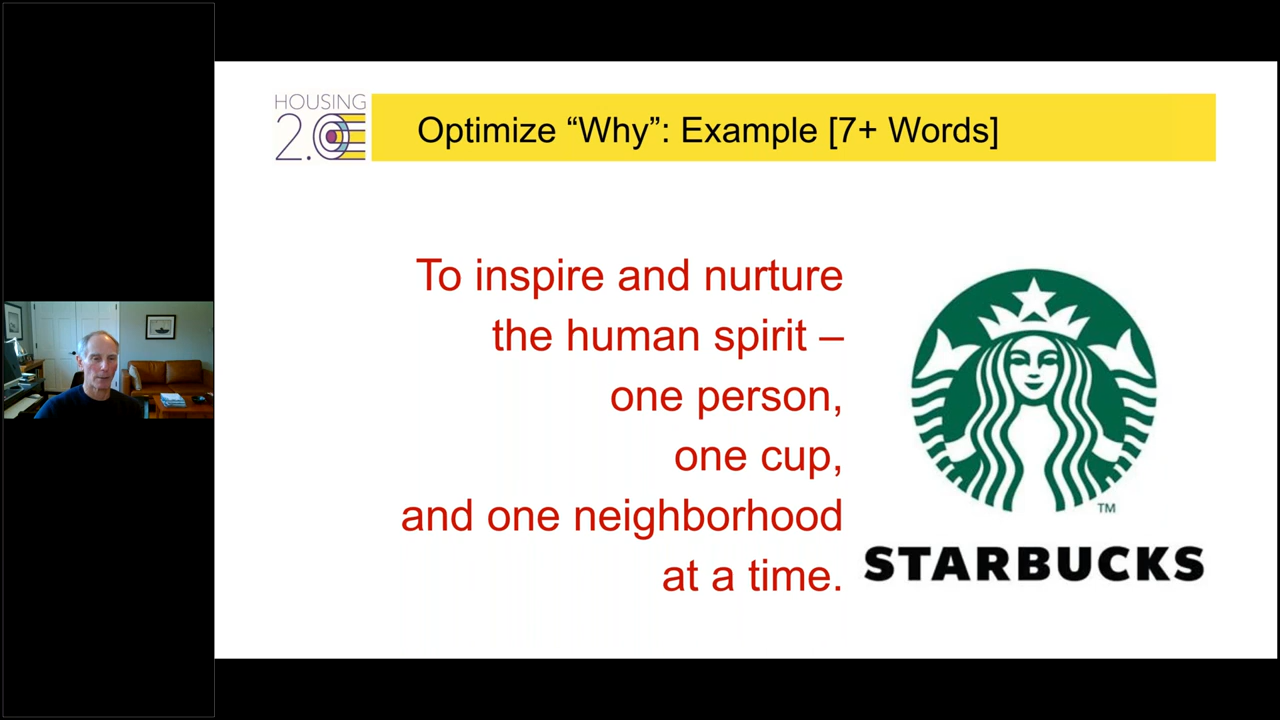 HOUSING
2.0
Optimize “Why”: Example [7+ Words]
To inspire and nurture
the human spirit –
one person,
one cup,
and one neighborhood
at a time.
TM
STARBUCKS